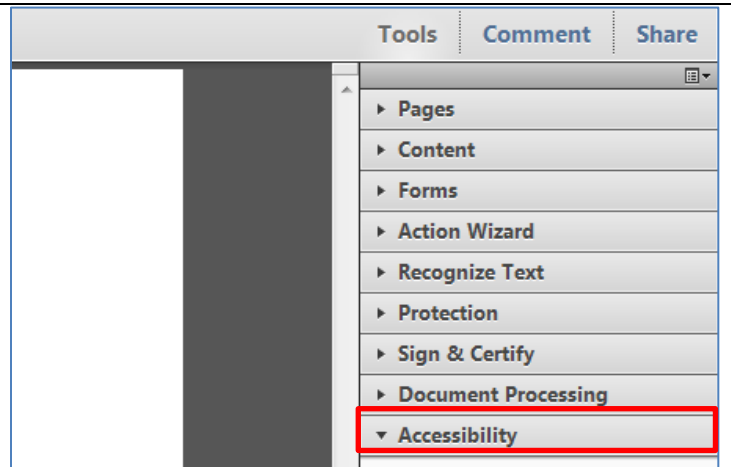 Tools Comment Share
Pages
Content
Forms
Action Wizard
Recognize Text
Protection
Sign & Certify
Document Processing
Accessibility